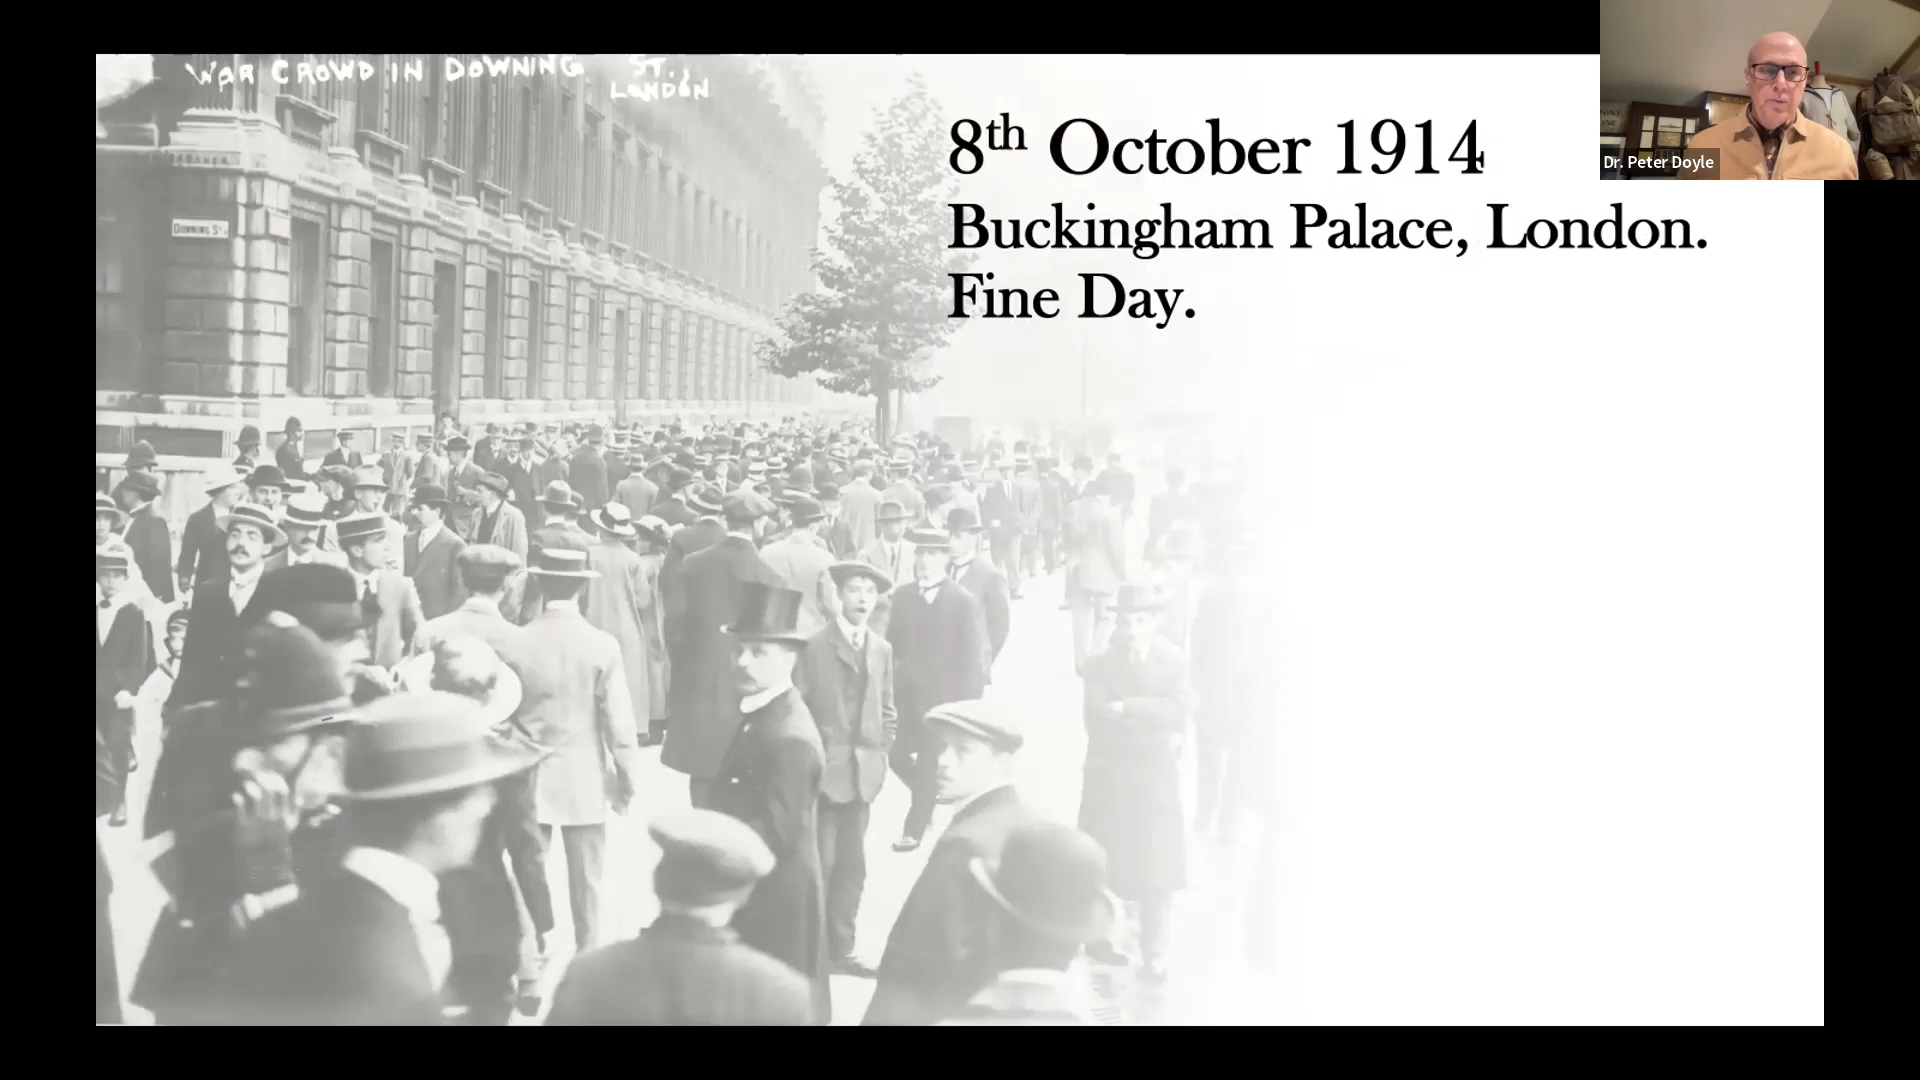 WAR CROWD IN DOWNING ST.
LONDON
DOWNING ST.
8th October 1914
Buckingham Palace, London.
Fine Day.
Dr. Peter Doyle